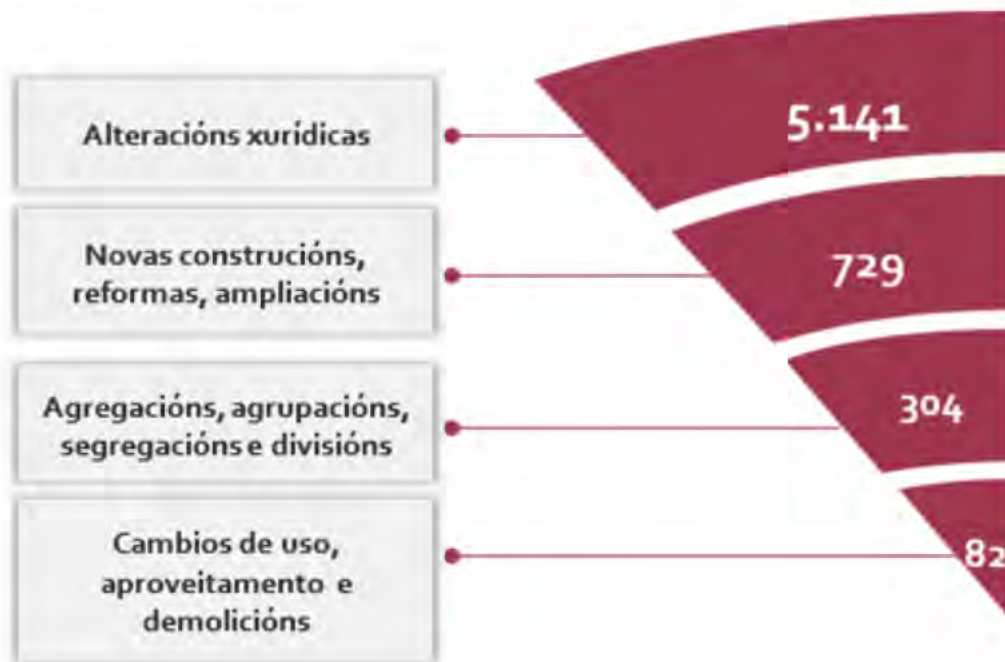 Alteracións xurídicas
5.141
Novas construcións,
reformas, ampliacións
729
Agregacións, agrupacións,
segregacións e divisións
304
Cambios de uso,
aproveitamento e
demolicións
82